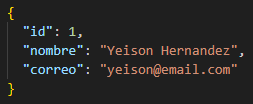 {
  "id": 1,
  "nombre": "Yeison Hernandez",
  "correo": "yeison@email.com"
}